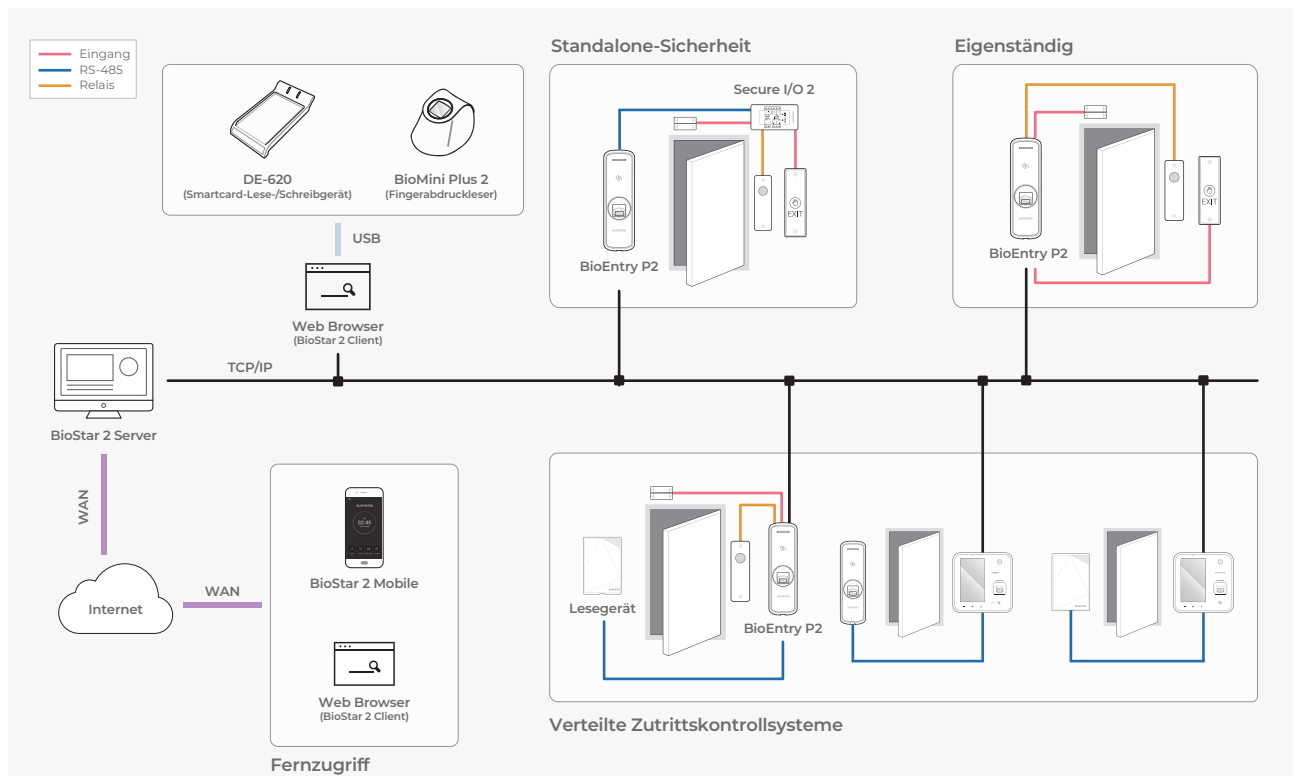 Eingang
RS-485
Relais
DE-620
(Smartcard-Lese-/Schreibgerät)
BioMini Plus 2
(Fingerabdruckleser)
USB
Web Browser
(BioStar 2 Client)
TCP/IP
BioStar 2 Server
WAN
Internet
WAN
BioStar 2 Mobile
02:45
Web Browser
(BioStar 2 Client)
Fernzugriff
Standalone-Sicherheit
Secure I/O 2
EXIT
BioEntry P2
Eigenständig
EXIT
BioEntry P2
Lesegerät
BioEntry P2
Verteilte Zutrittskontrollsysteme